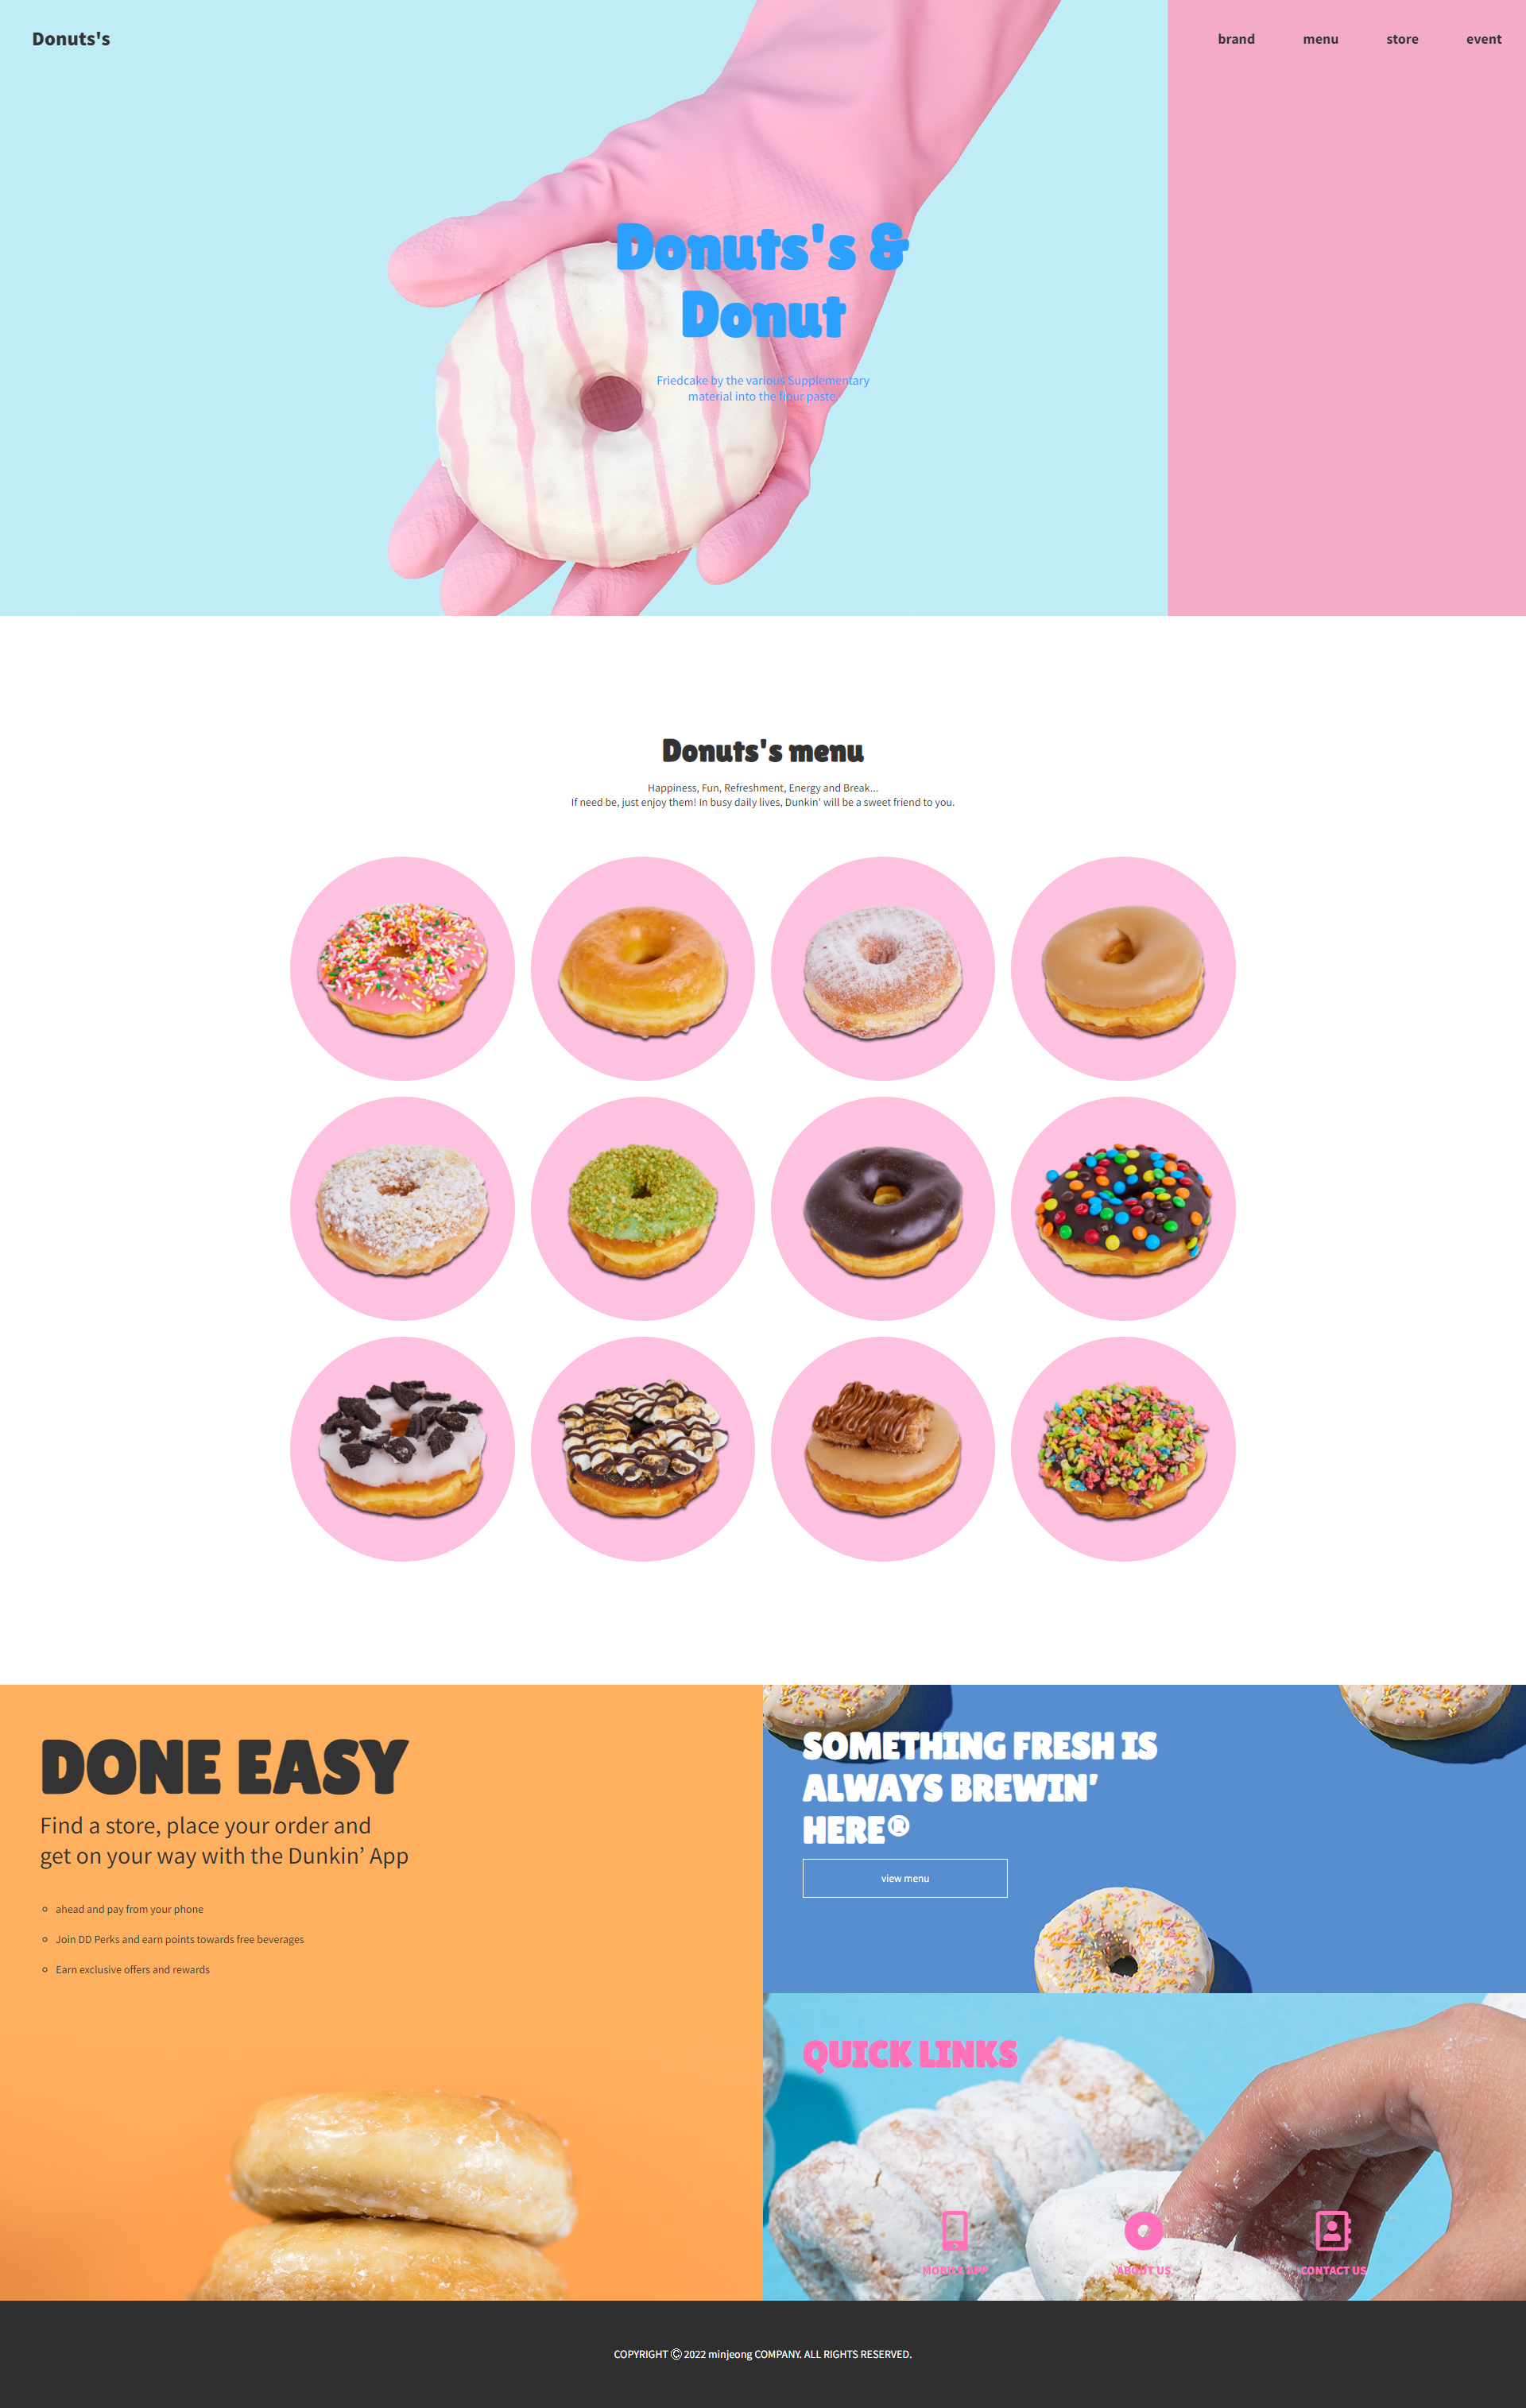 Donuts's
brand
menu
store
event
Donuts's &
Donut
Friedcake by the various Supplementary
material into the flour paste.
Donuts's menu
Happiness, Fun, Refreshment, Energy and Break...
If need be, just enjoy them! In busy daily lives, Dunkin' will be a sweet friend to you.
DONE EASY
Find a store, place your order and
get on your way with the Dunkin’ App
ahead and pay from your phone
Join DD Perks and earn points towards free beverages
Earn exclusive offers and rewards
SOMETHING FRESH IS
ALWAYS BREWIN'
HERE®
view menu
QUICK LINKS
MOBILE APP
ABOUT US
CONTACT US
COPYRIGHT Ⓒ 2022 minjeong COMPANY. ALL RIGHTS RESERVED.